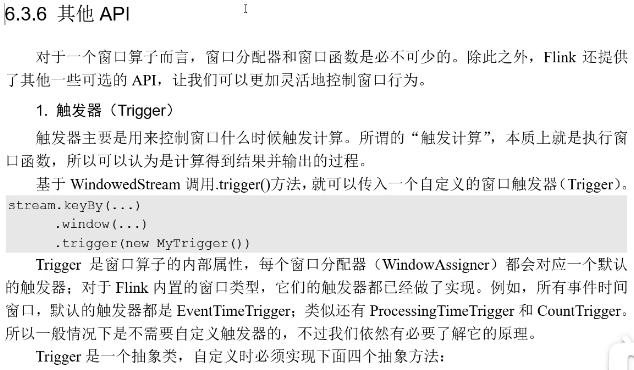 6.3.6 其他 API
对于一个窗口算子而言，窗口分配器和窗口函数是必不可少的。除此之外，Flink 还提供
了其他一些可选的 API，让我们可以更加灵活地控制窗口行为。
1. 触发器（Trigger）
触发器主要是用来控制窗口什么时候触发计算。所谓的“触发计算”，本质上就是执行窗
口函数，所以可以认为是计算得到结果并输出的过程。
基于 WindowedStream 调用.trigger()方法，就可以传入一个自定义的窗口触发器（Trigger）。
stream.keyBy(...)
.window(...)
.trigger(new MyTrigger())
Trigger 是窗口算子的内部属性，每个窗口分配器（WindowAssigner）都会对应一个默认
的触发器；对于 Flink 内置的窗口类型，它们的触发器都已经做了实现。例如，所有事件时间
窗口，默认的触发器都是 EventTimeTrigger；类似还有 ProcessingTimeTrigger 和 CountTrigger。
所以一般情况下是不需要自定义触发器的，不过我们依然有必要了解它的原理。
Trigger 是一个抽象类，自定义时必须实现下面四个抽象方法：